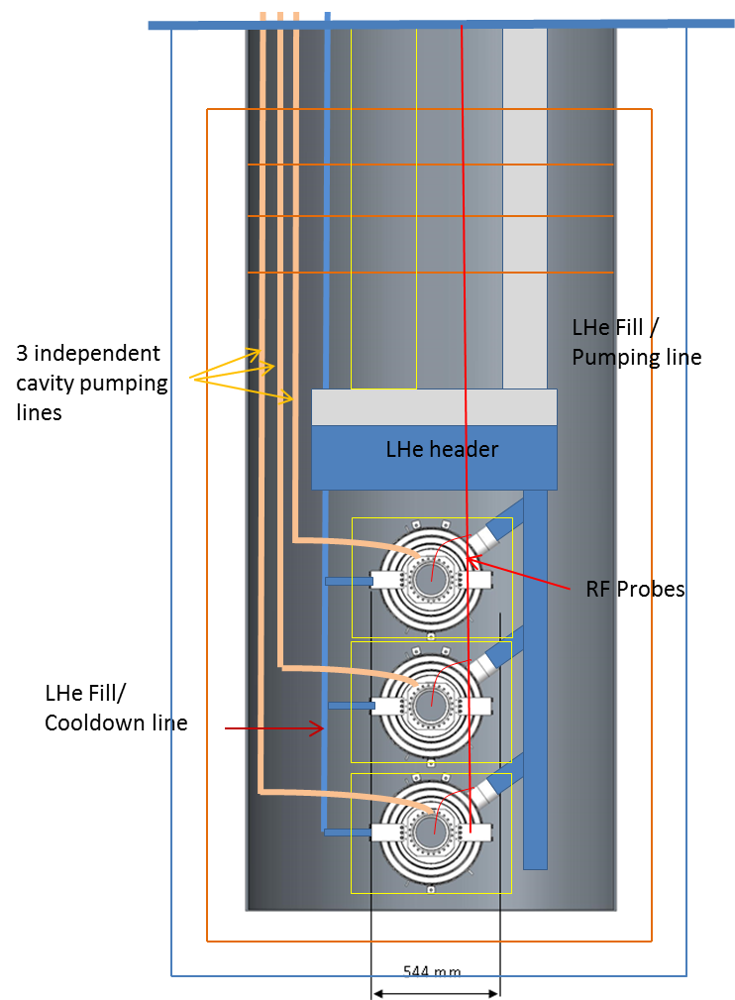 LHe Fill /
Pumping line
3 independent
cavity pumping
lines
LHe header
RF Probes
LHe Fill/
Cooldown line
544 mm